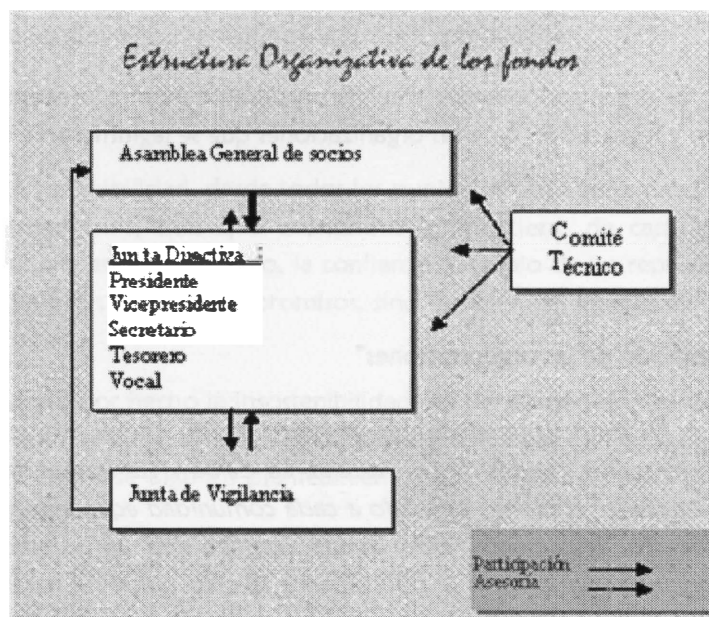 Estructura Organizativa de los fondos
Asamblea General de socios
Junta Directiva
Presidente
Vicepresidente
Secretario
Tesorero
Vocal
Comité
Técnico
Junta de Vigilancia
Participación
Asesoria